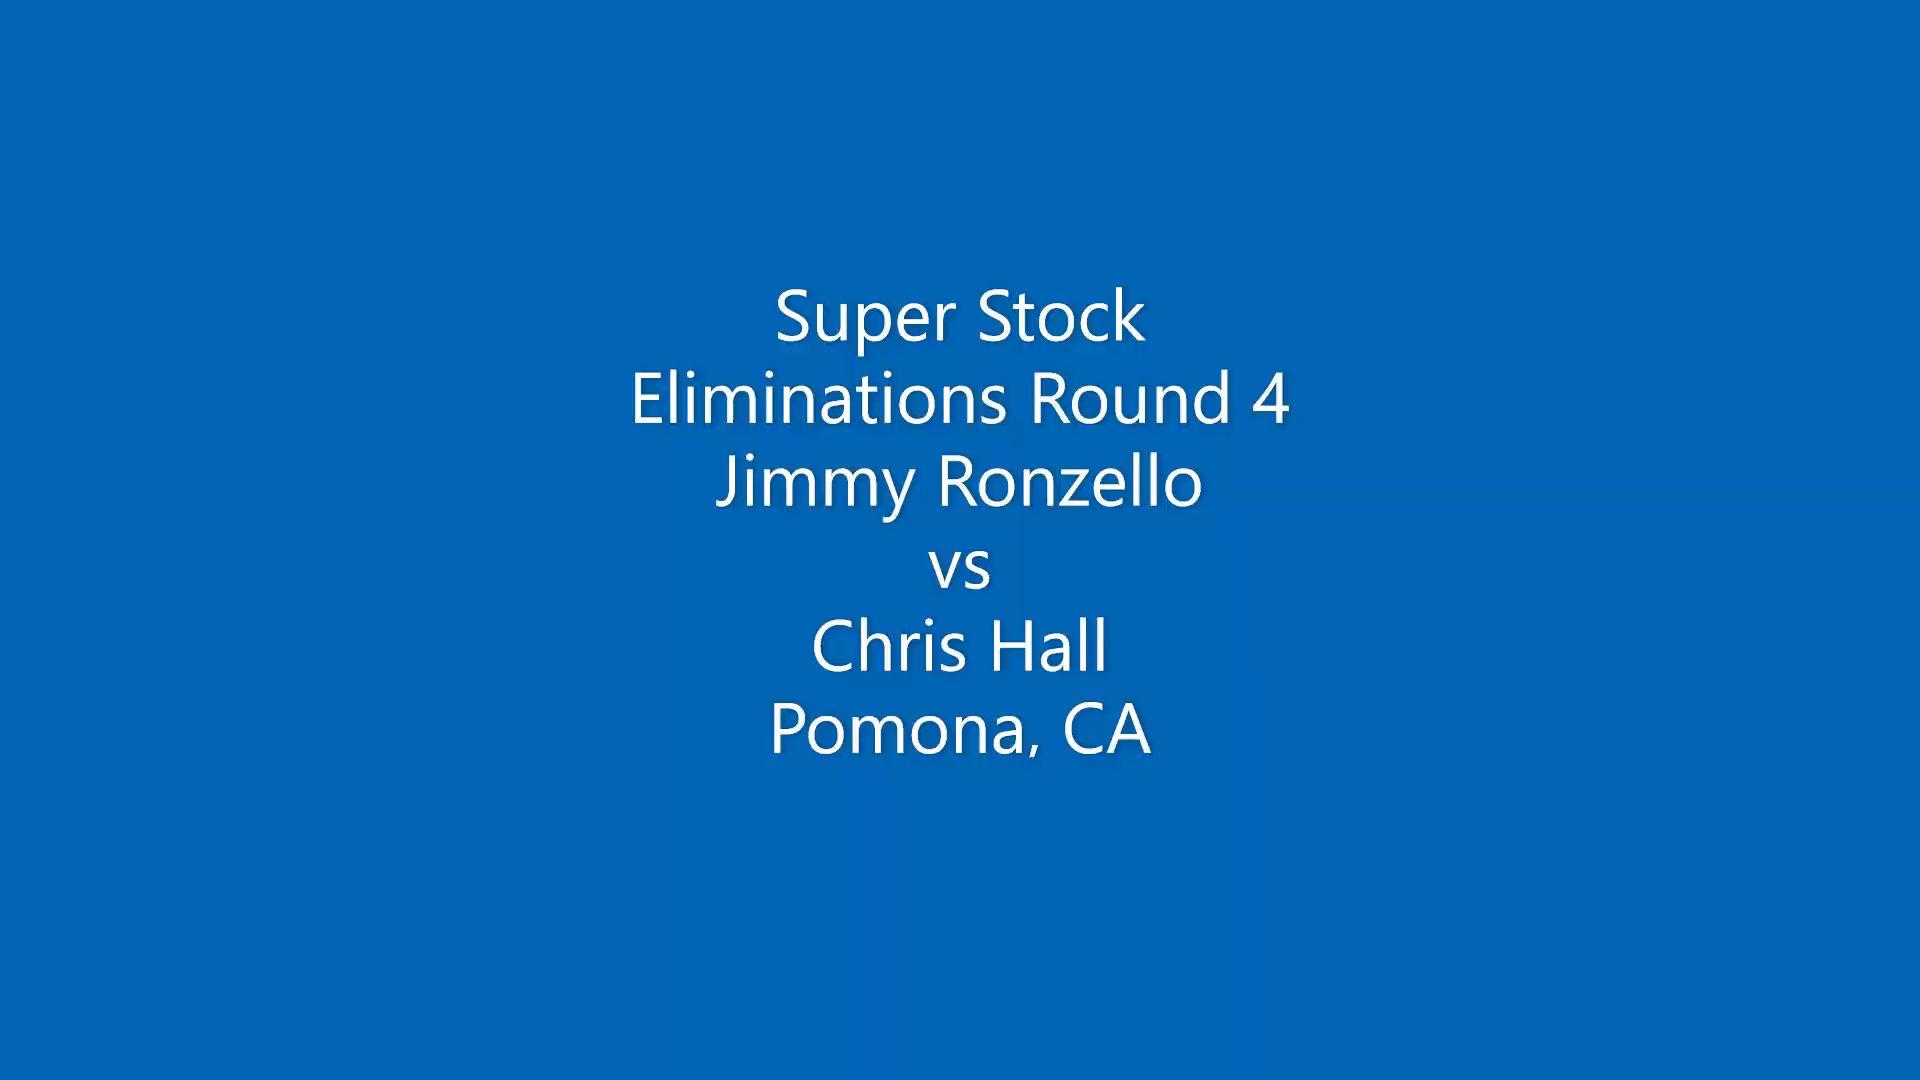 Super Stock
Eliminations Round 4
Jimmy Ronzello
vs
Chris Hall
Pomona, CA